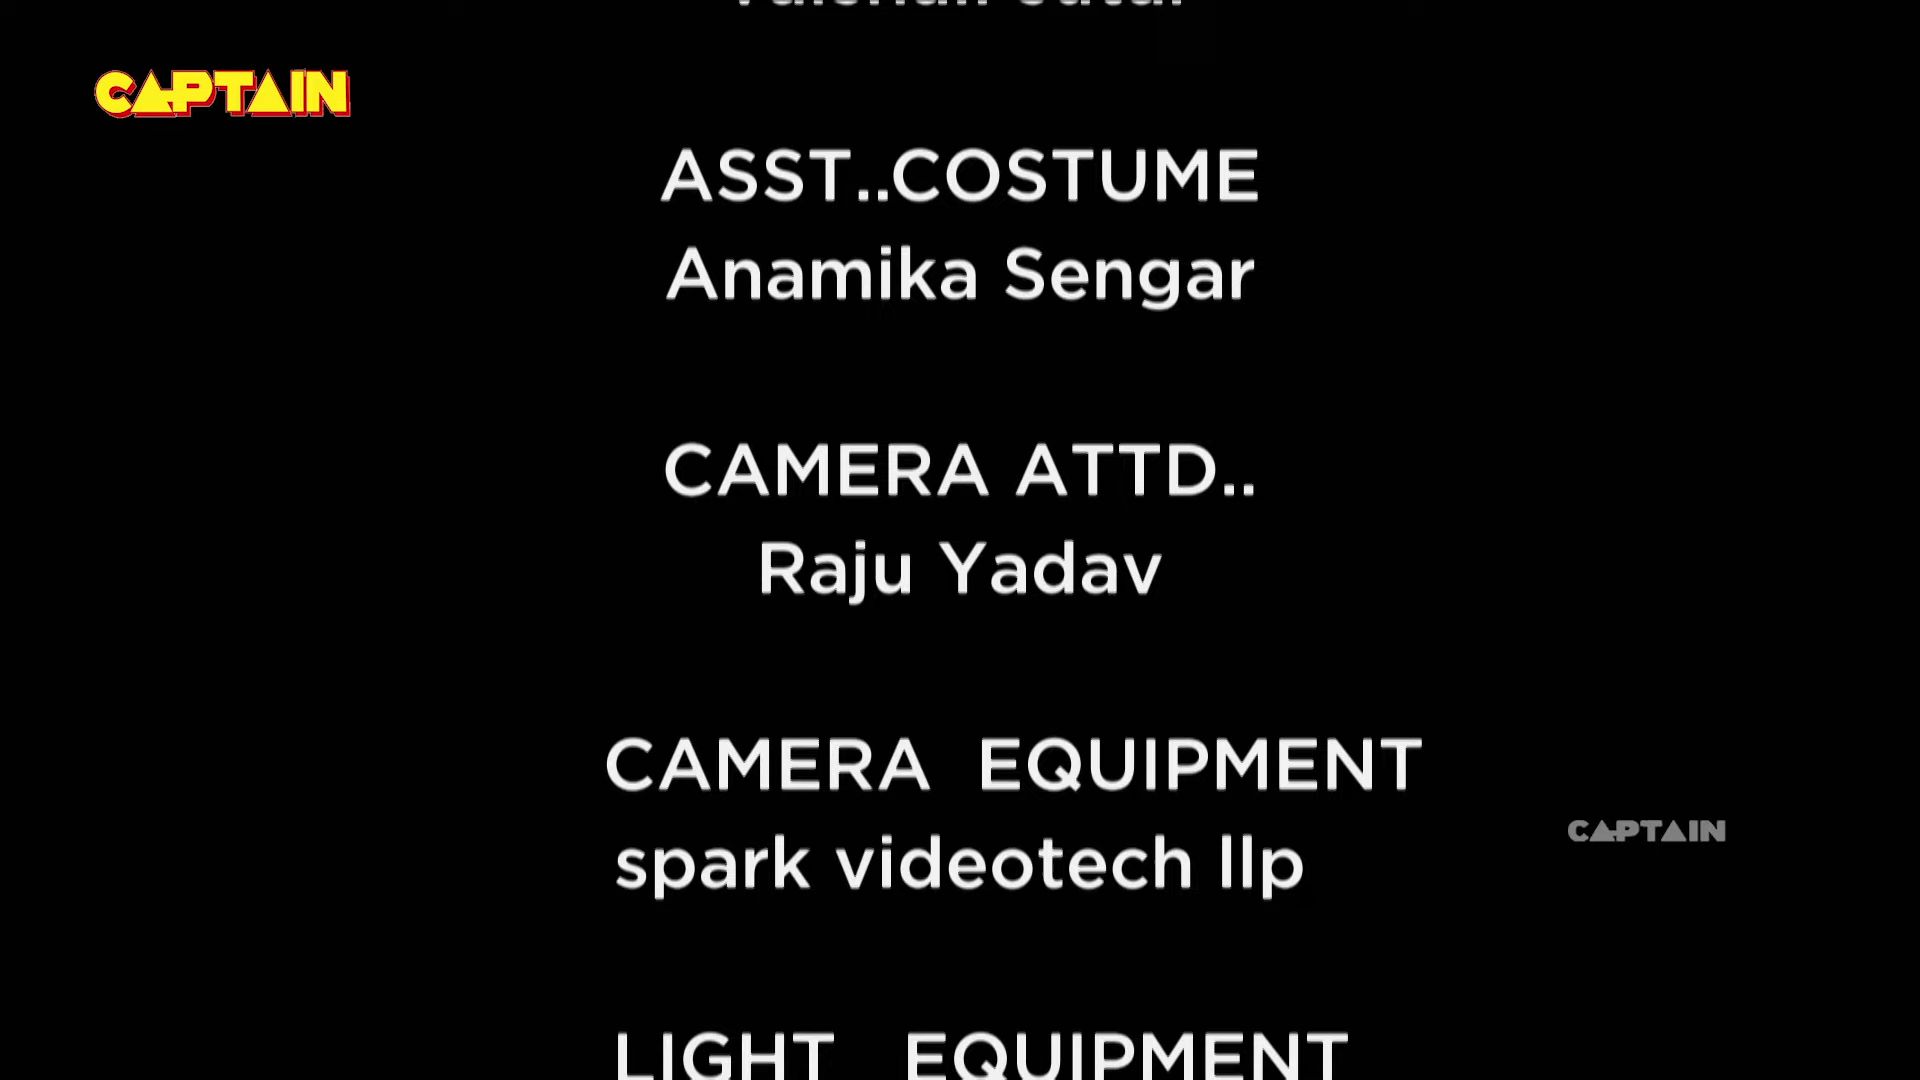 CAPTAIN
ASST..COSTUME
Anamika Sengar
CAMERA ATTD..
Raju Yadav
CAMERA EQUIPMENT
spark videotech llp
CAPTAIN
LIGHT EQUIPMENT